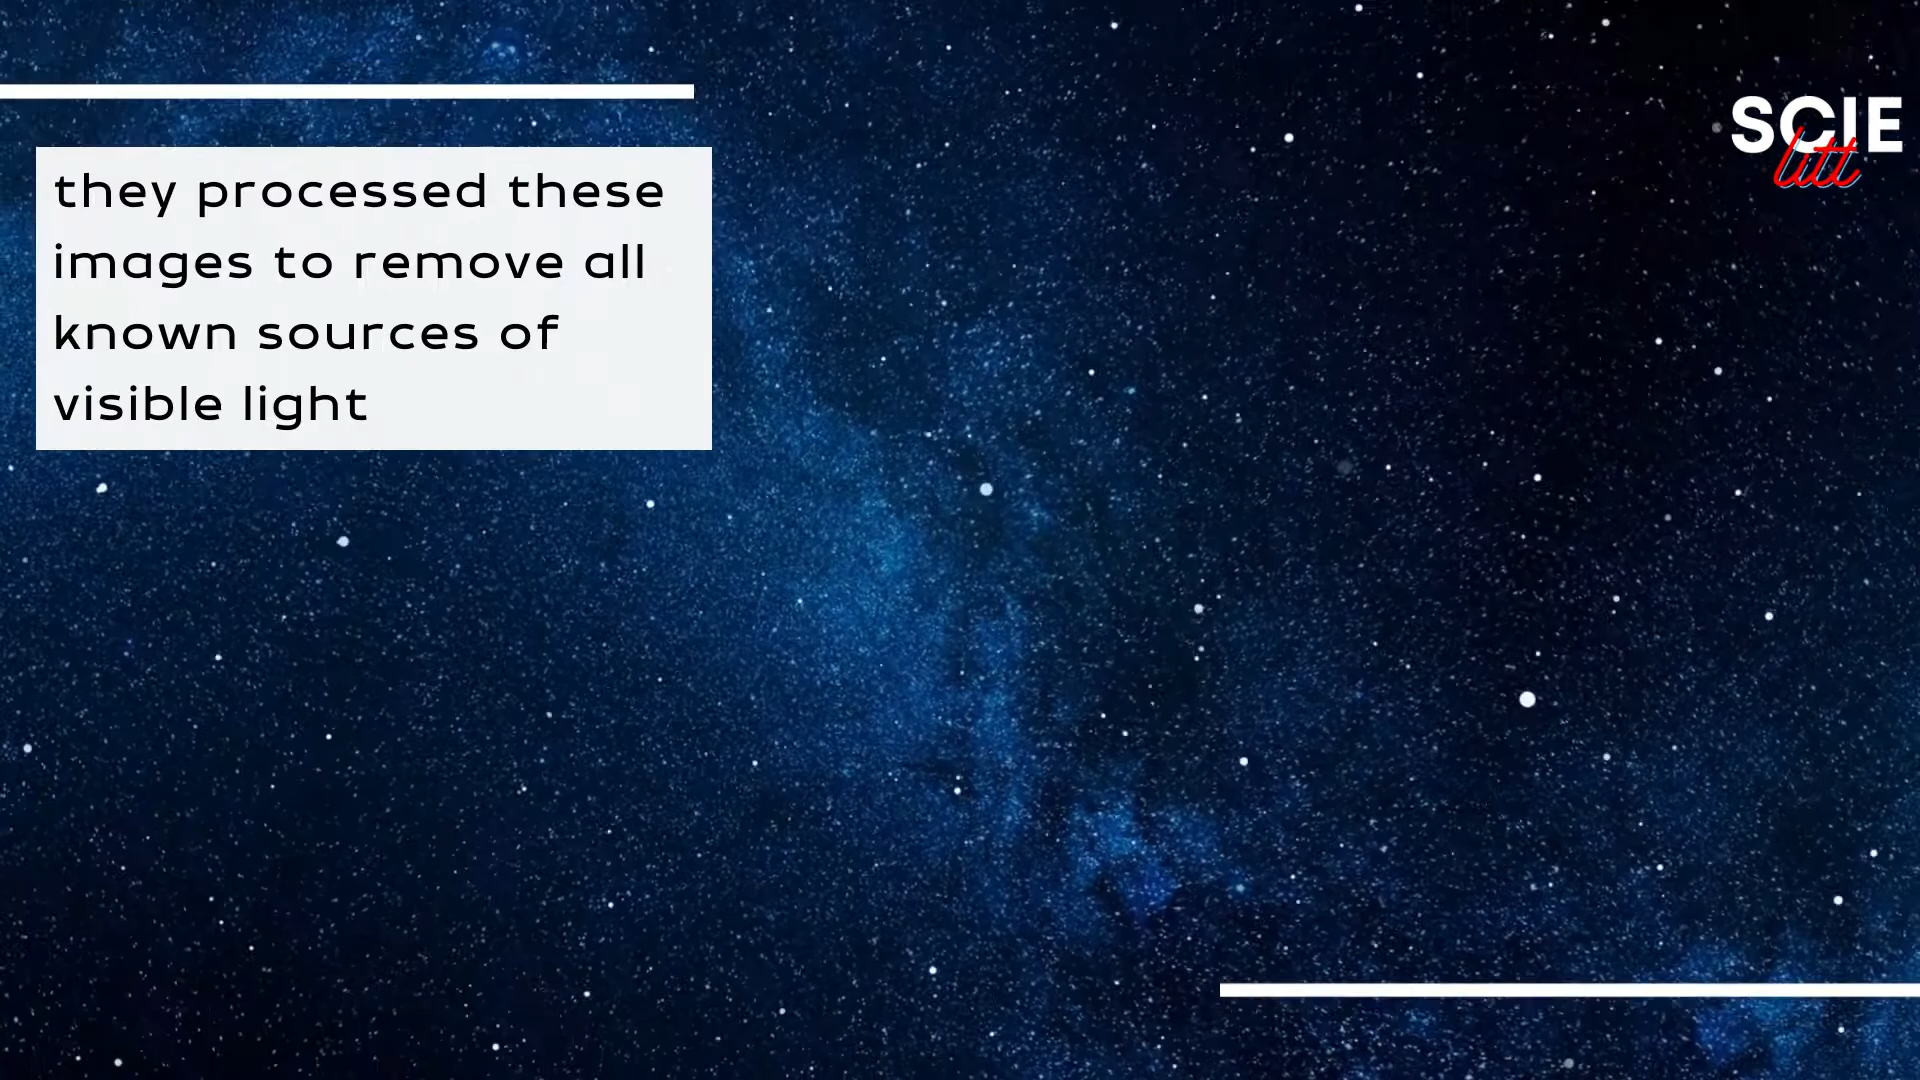 SCIE
litt
they processed these
images to remove all
known sources of
visible light